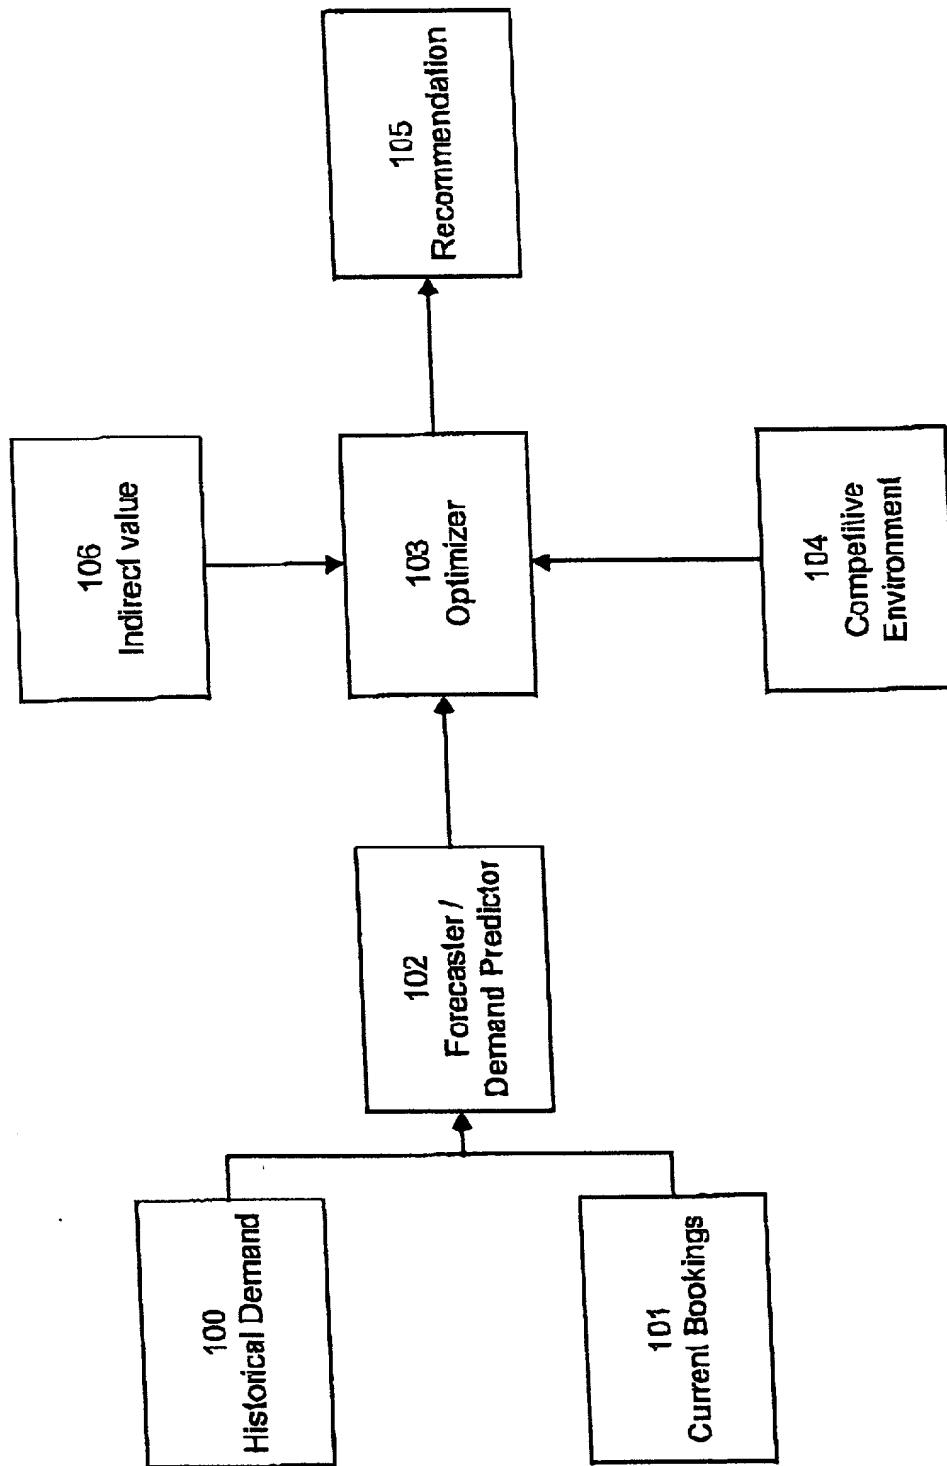 100
Historical Demand
101
Current Bookings
102
Forecaster /
Demand Predictor
106
Indirect value
103
Optimizer
104
Competitive
Environment
105
Recommendation